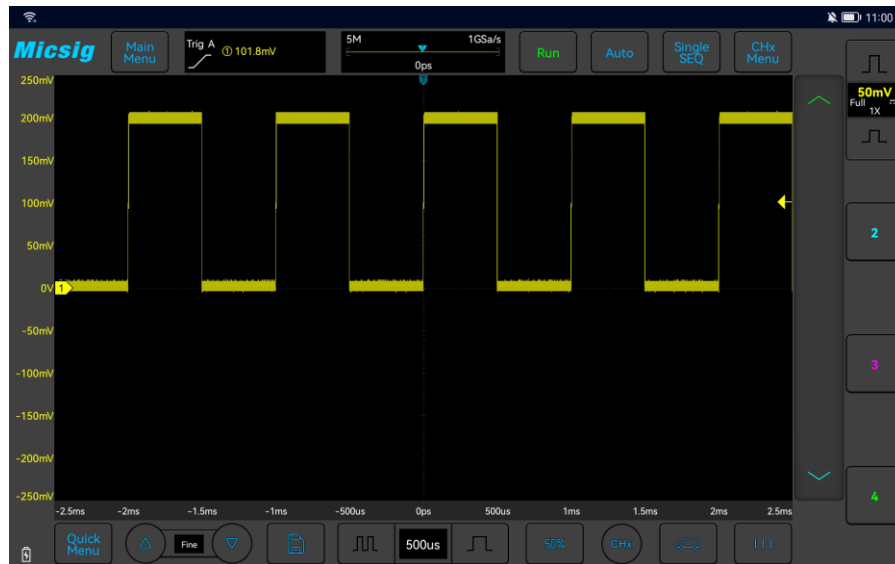 11:00
Micsig
Main
Menu
Trig A
① 101.8mV
5M
1GSa/s
0ps
Run
Auto
Single
SEQ
CHx
Menu
50mV
Full
1X
T
250mV
200mV
150mV
100mV
50mV
0V
1
-50mV
-100mV
-150mV
-200mV
-250mV
2
3
4
-2.5ms
-2ms
-1.5ms
-1ms
-500us
0ps
500us
1ms
1.5ms
2ms
2.5ms
Quick
Menu
Fine
500us
50%
CHx